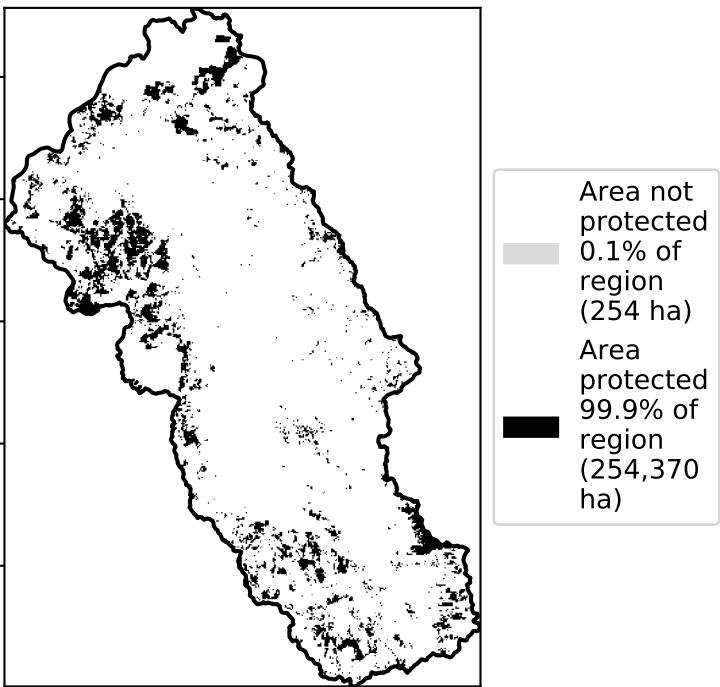 Area not
protected
0.1% of
region
(254 ha)
Area
protected
99.9% of
region
(254,370
ha)